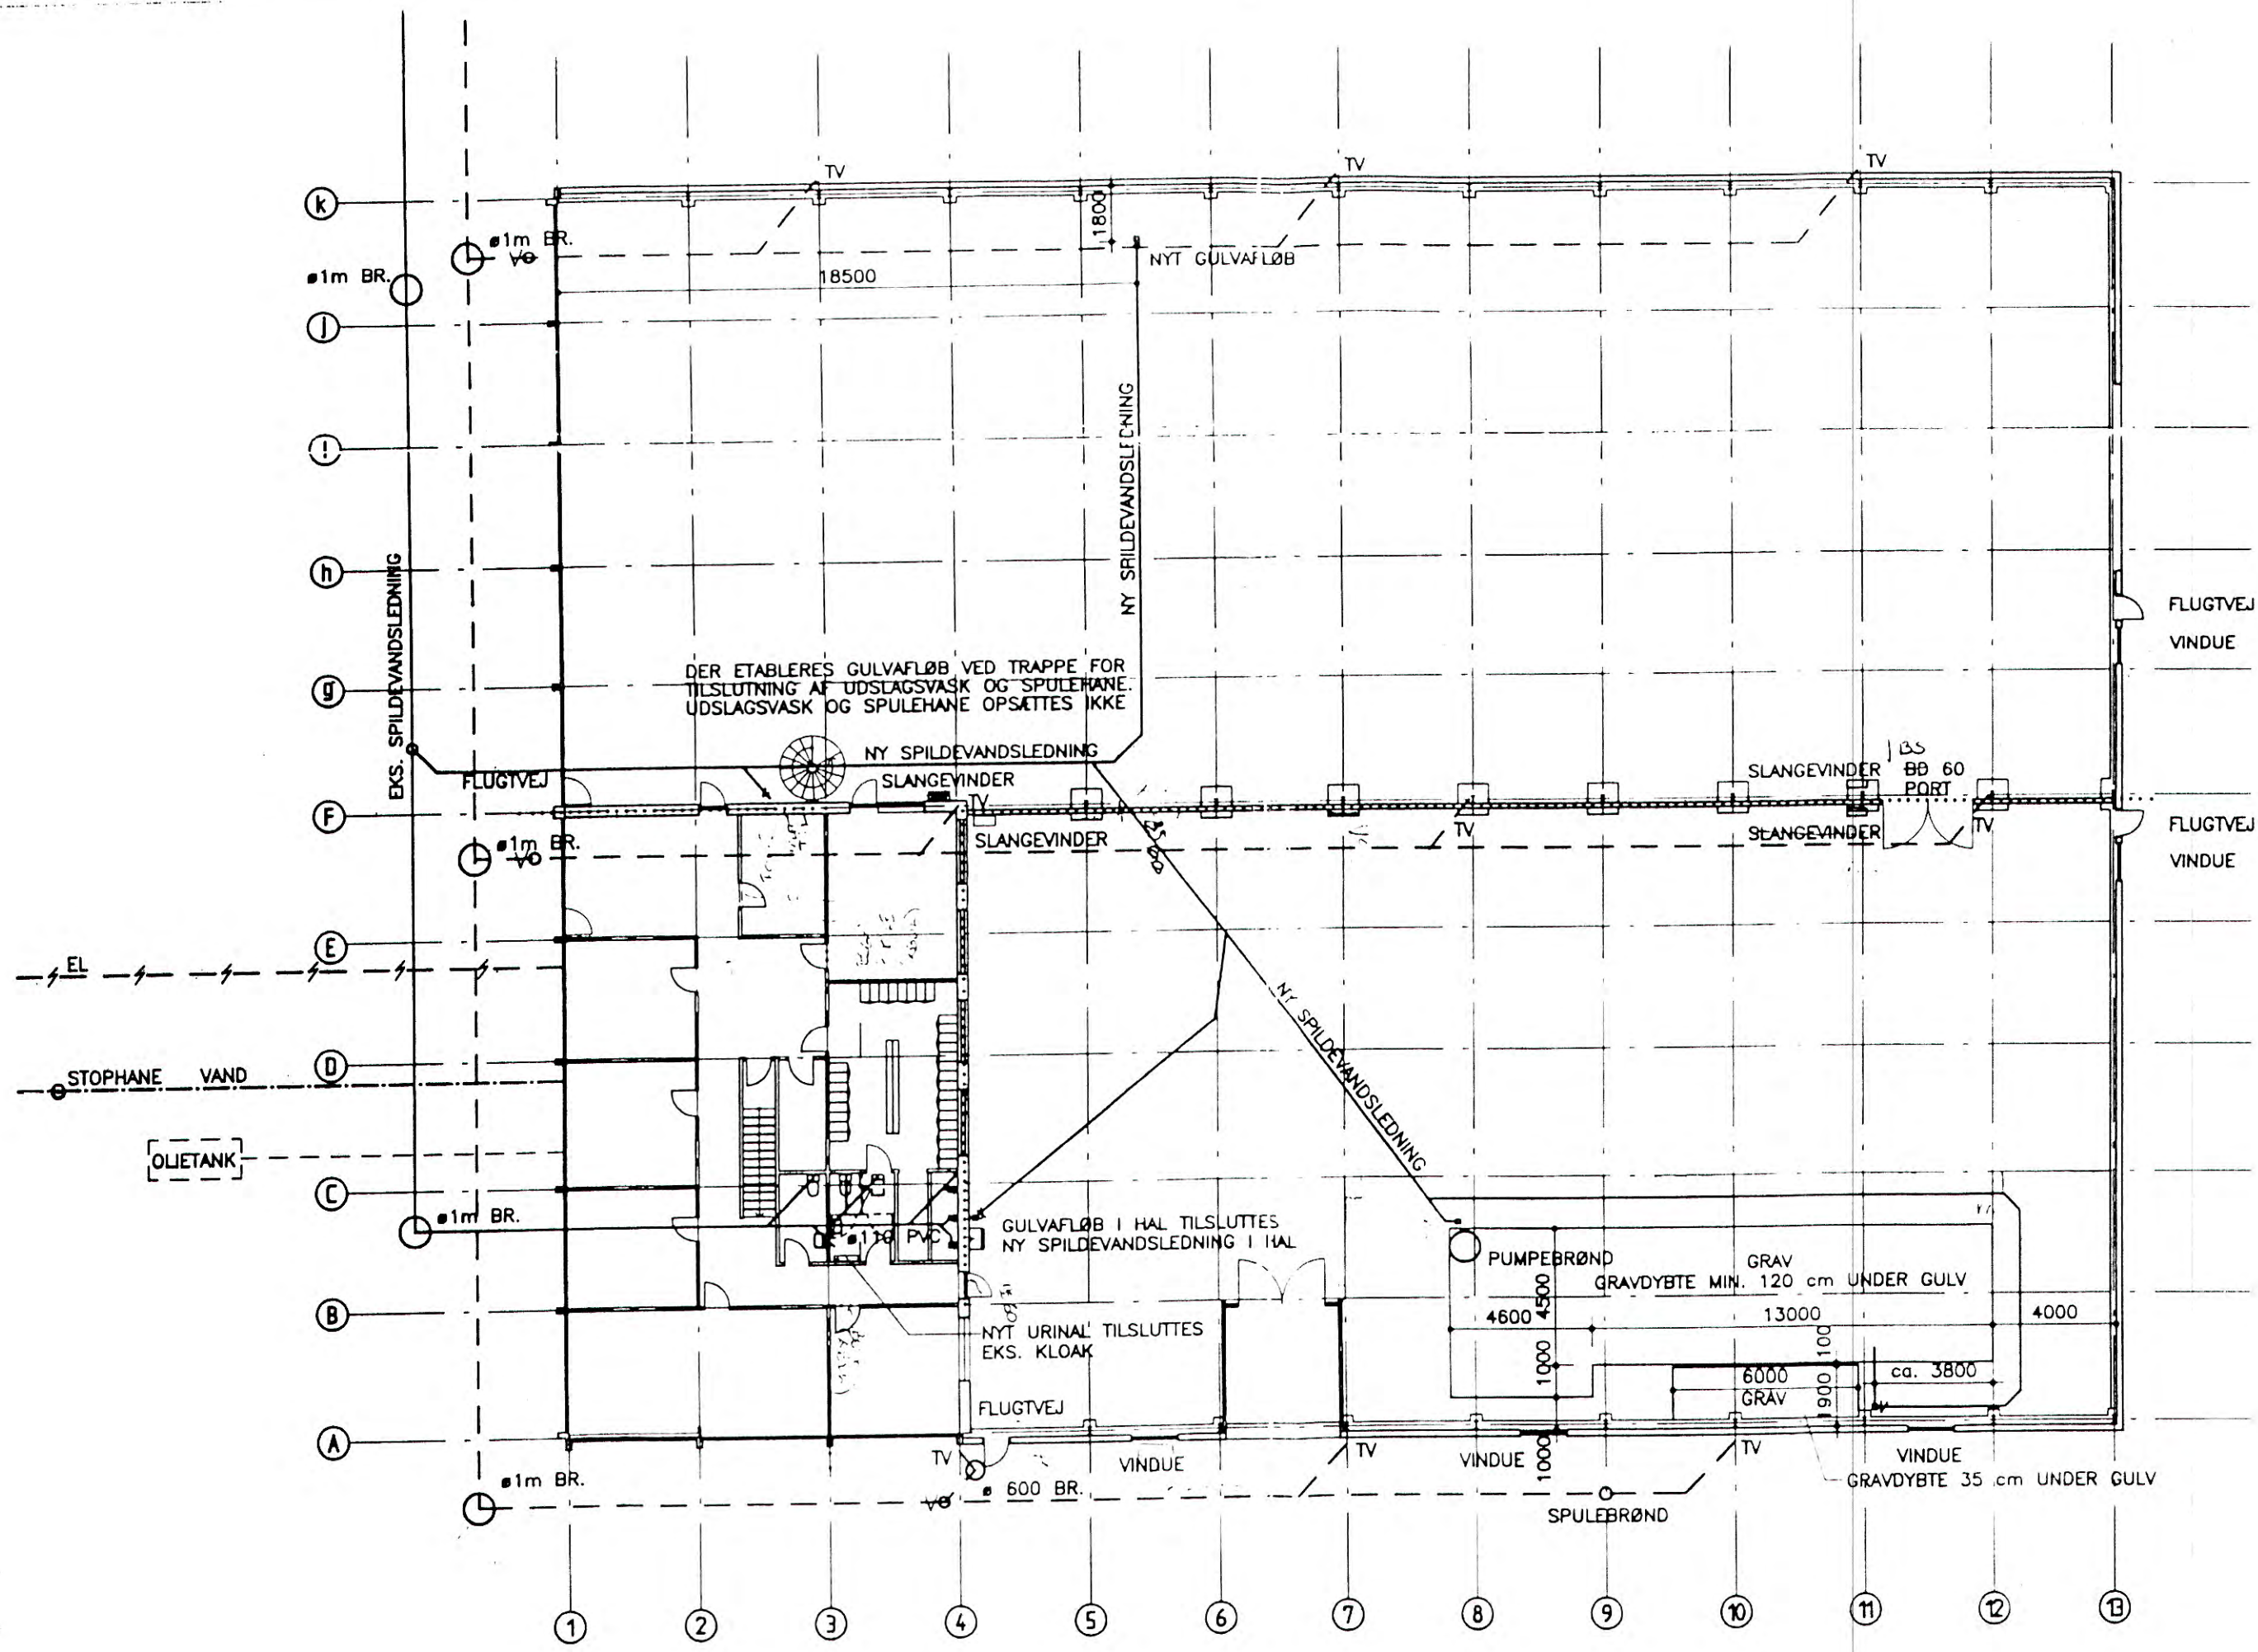 TV
TV
TV
k
ø1m BR.
1800
NYT GULVAFLØB
ø1m BR.
18500
j
NY SPILDEVANDSLEDNING
i
EKS. SPILDEVANDSLEDNING
h
FLUGTVEJ
VINDUE
DER ETABLERES GULVAFLØB VED TRAPPE FOR
TILSLUTNING AF UDSLAGSVASK OG SPULEHANE.
UDSLAGSVASK OG SPULEHANE OPSÆTTES IKKE
g
NY SPILDEVANDSLEDNING
FLUGTVEJ
SLANGEVINDER
SLANGEVINDER
BS
BD 60
PORT
F
TV
SLANGEVINDER
TV
SLANGEVINDER
TV
FLUGTVEJ
VINDUE
ø1m BR.
BS 60
E
EL
NY SPILDEVANDSLEDNING
D
STOPHANE VAND
OLIETANK
C
ø1m BR.
ø110 PVC
GULVAFLØB I HAL TILSLUTTES
NY SPILDEVANDSLEDNING I HAL
PUMPEBRØND
GRAV
GRAVDYBTE MIN. 120 cm UNDER GULV
B
4600
4500
13000
4000
NYT URINAL TILSLUTTES
EKS. KLOAK
1000
100
6000
GRAV
1900
ca. 3800
FLUGTVEJ
A
TV
VINDUE
TV
VINDUE
1000
TV
VINDUE
GRAVDYBTE 35 cm UNDER GULV
ø1m BR.
ø 600 BR.
SPULEBRØND
1
2
3
4
5
6
7
8
9
10
11
12
13